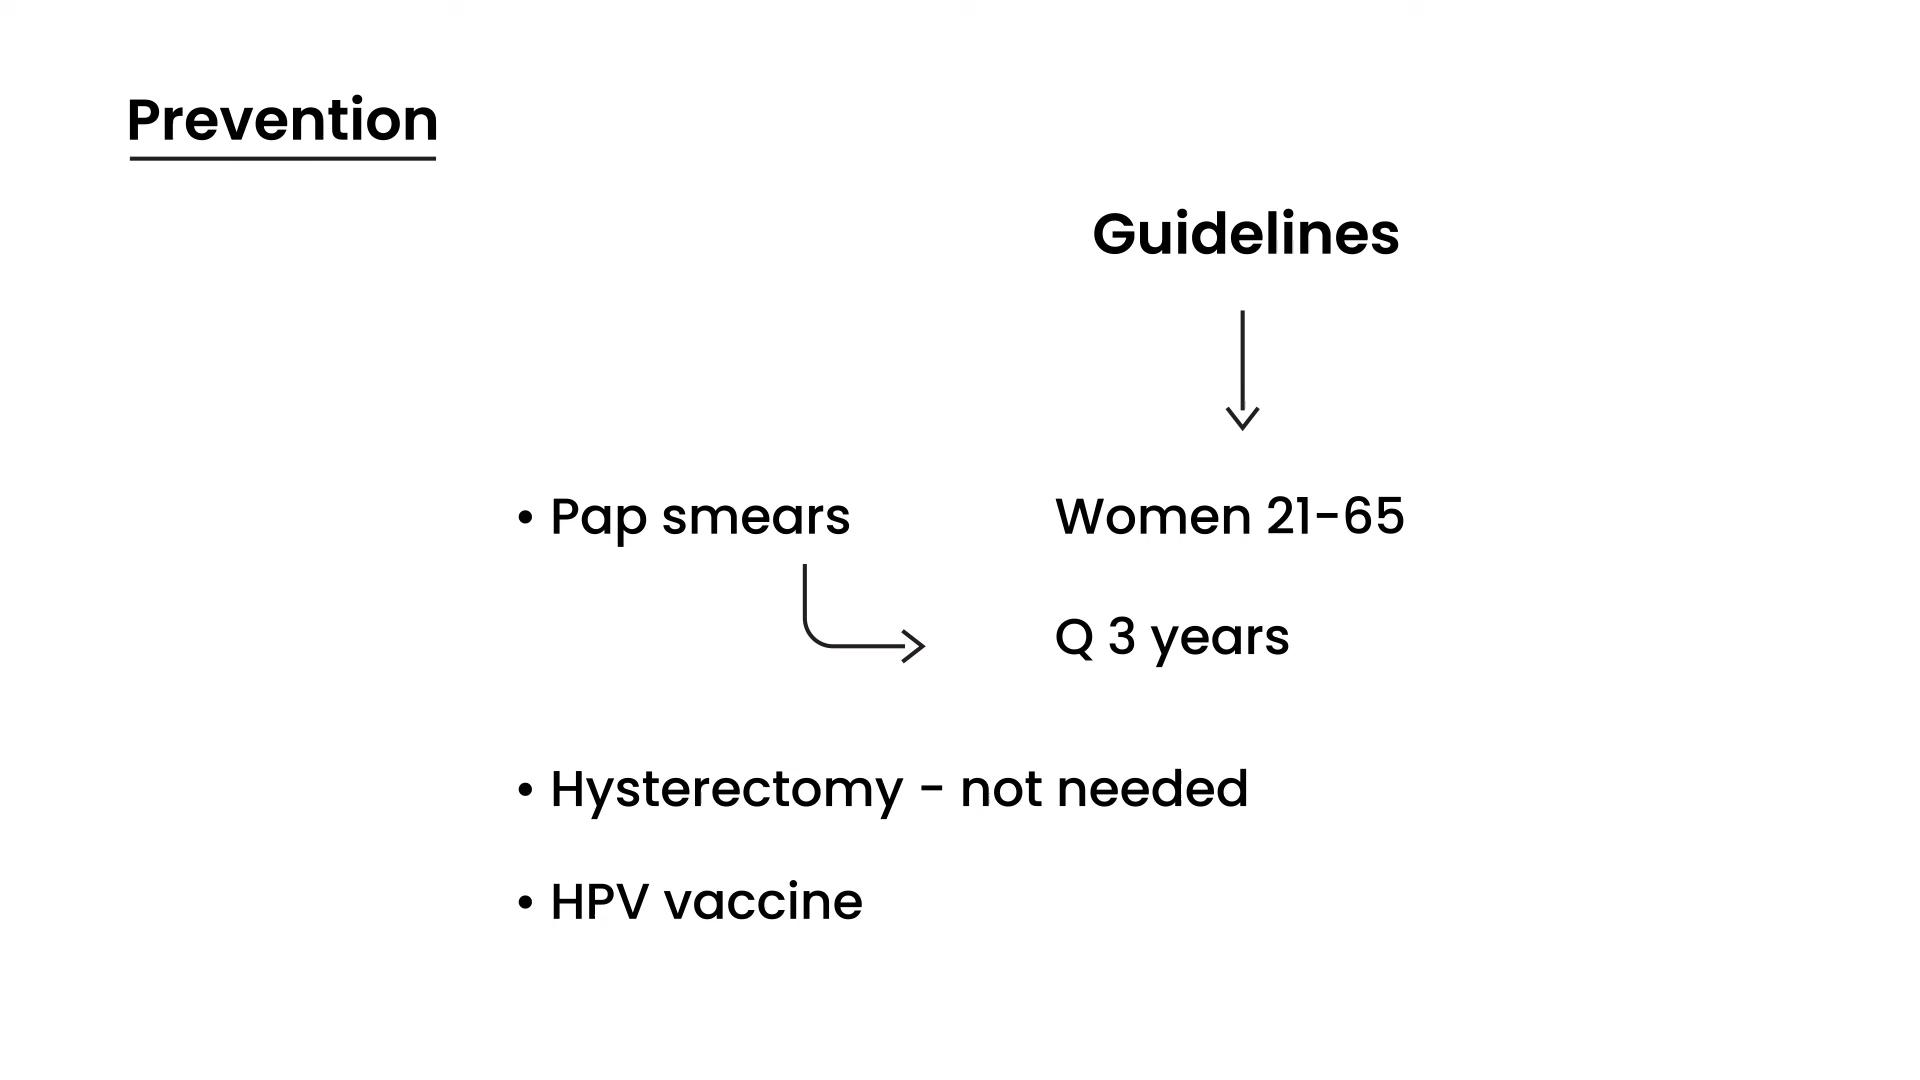 Prevention
Guidelines
• Pap smears
Women 21-65
Q 3 years
• Hysterectomy - not needed
• HPV vaccine